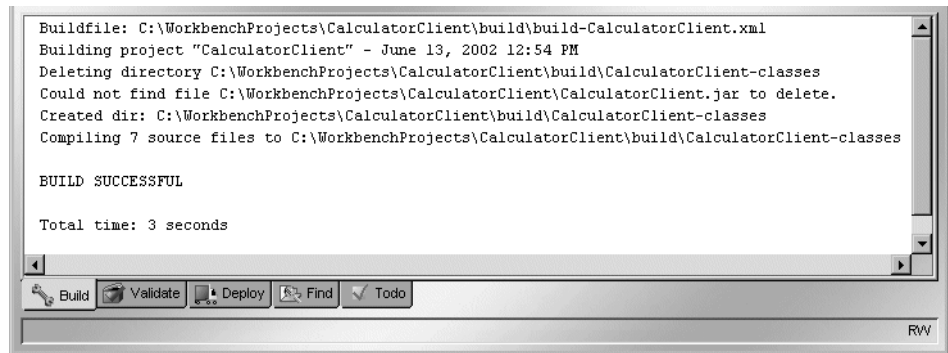 Buildfile: C:\WorkbenchProjects\CalculatorClient\build\build-CalculatorClient.xml
Building project "CalculatorClient" - June 13, 2002 12:54 PM
Deleting directory C:\WorkbenchProjects\CalculatorClient\build\CalculatorClient-classes
Could not find file C:\WorkbenchProjects\CalculatorClient\CalculatorClient.jar to delete.
Created dir: C:\WorkbenchProjects\CalculatorClient\build\CalculatorClient-classes
Compiling 7 source files to C:\WorkbenchProjects\CalculatorClient\build\CalculatorClient-classes
BUILD SUCCESSFUL
Total time: 3 seconds
Build Validate Deploy Find Todo
RW